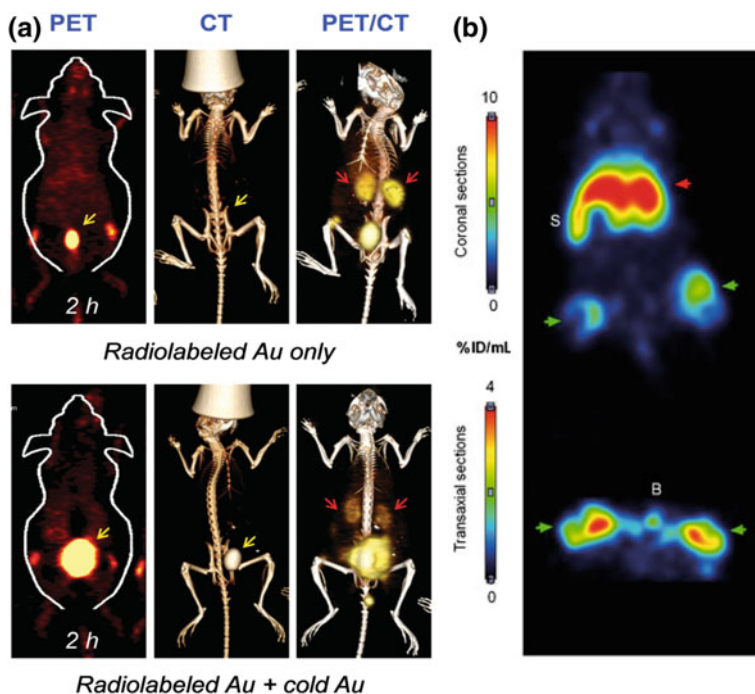 (a) PET CT PET/CT
2 h
Radiolabeled Au only
2 h
Radiolabeled Au + cold Au
(b)
10
Coronal sections
0
%ID/mL
4
Transaxial sections
0
S
B